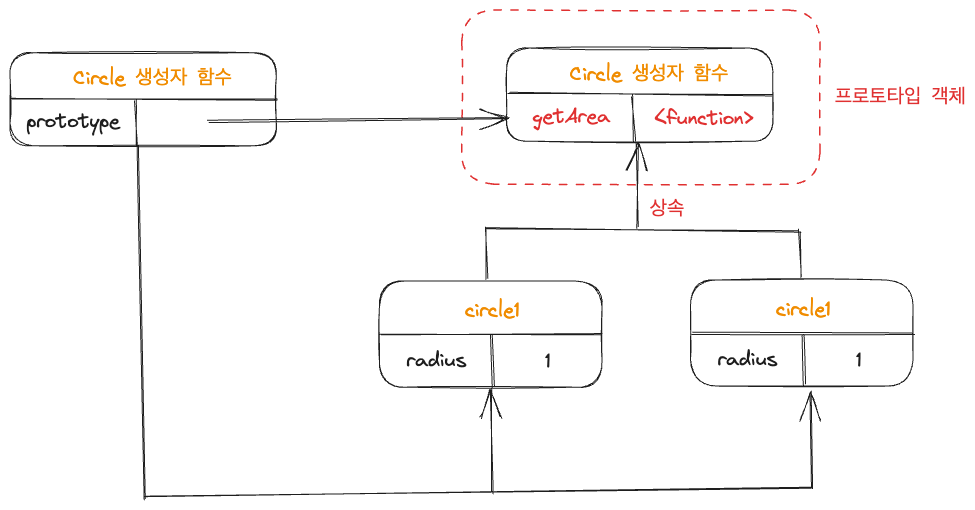 Circle 생성자 함수
prototype
Circle 생성자 함수
getArea <function>
프로토타입 객체
상속
circle1
radius 1
circle1
radius 1